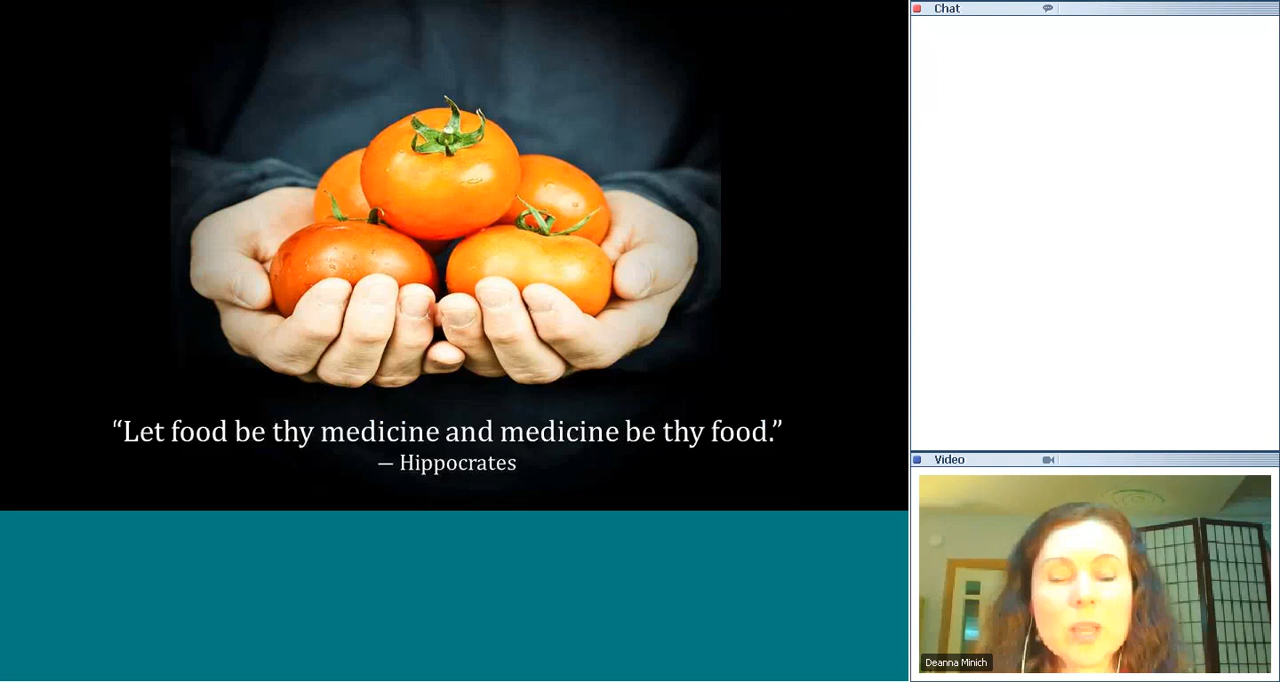 “Let food be thy medicine and medicine be thy food.”
— Hippocrates
Chat
Video
Deanna Minich